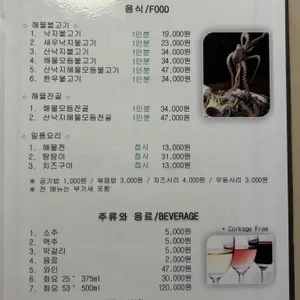 음식/FOOD
○ 해물불고기
1. 낙지불고기 1인분 19,000원
2. 새우낙지불고기 1인분 23,000원
3. 산낙지불고기 1인분 34,000원
4. 해물모듬불고기 1인분 34,000원
5. 산낙지해물모듬불고기 1인분 47,000원
6. 한우불고기 1인분 34,000원
○ 해물전골
1. 해물모듬전골 1인분 34,000원
2. 산낙지해물모듬전골 1인분 47,000원
○ 일품요리
1. 해물전 접시 13,000원
2. 탕탕이 접시 31,000원
3. 치즈구이 접시 13,000원
※ 공기밥 1,000원 / 볶음밥 3,000원 / 치즈사리 4,000원 / 우동사리 3,000원
※ 전 메뉴는 부가세 포함
주류와 음료/BEVERAGE
• Corkage Free
1. 소주 5,000원
2. 맥주 5,000원
3. 막걸리 5,000원
4. 음료 2,000원
5. 와인 47,000원
6. 화요 25˚ 375ml 30,000원
7. 화요 53˚ 500ml 120,000원